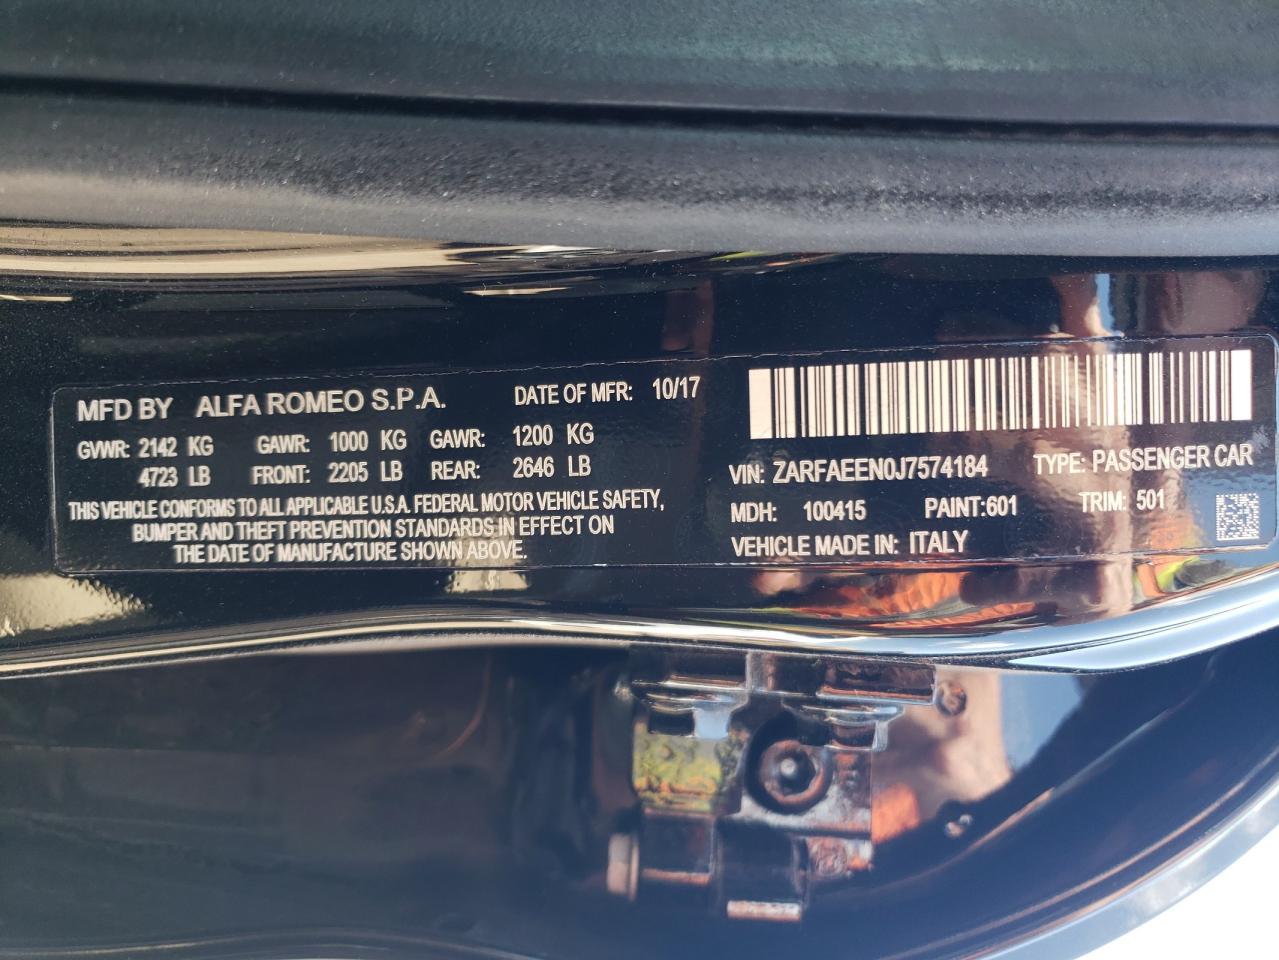 MFD BY ALFA ROMEO S.P.A. DATE OF MFR: 10/17
GVWR: 2142 KG GAWR: 1000 KG GAWR: 1200 KG
4723 LB FRONT: 2205 LB REAR: 2646 LB
THIS VEHICLE CONFORMS TO ALL APPLICABLE U.S.A. FEDERAL MOTOR VEHICLE SAFETY,
BUMPER AND THEFT PREVENTION STANDARDS IN EFFECT ON
THE DATE OF MANUFACTURE SHOWN ABOVE.
VIN: ZARFAEEN0J7574184 TYPE: PASSENGER CAR
MDH: 100415 PAINT:601 TRIM: 501
VEHICLE MADE IN: ITALY